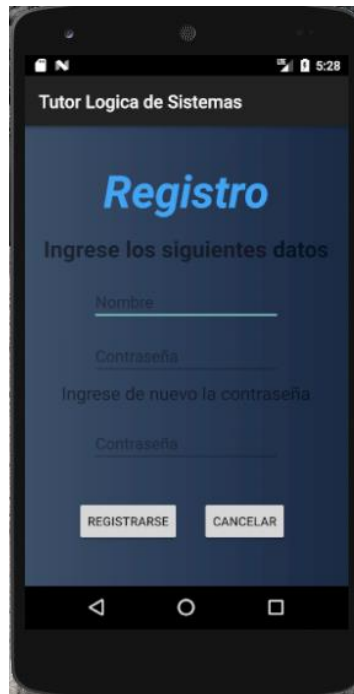 LTE 5:28
Tutor Logica de Sistemas
Registro
Ingrese los siguientes datos
Nombre
Contraseña
Ingrese de nuevo la contraseña
Contraseña
REGISTRARSE CANCELAR